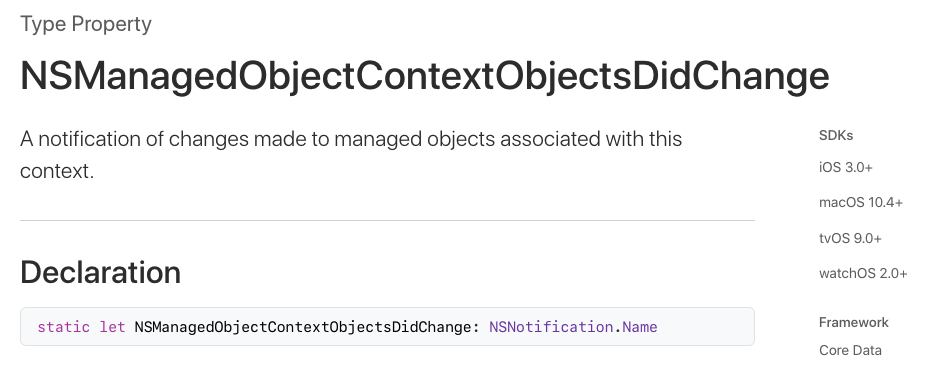 Type Property
NSManagedObjectContextObjectsDidChange
A notification of changes made to managed objects associated with this
context.
SDKs
iOS 3.0+
macOS 10.4+
tvOS 9.0+
watchOS 2.0+
Declaration
static let NSManagedObjectContextObjectsDidChange: NSNotification.Name
Framework
Core Data